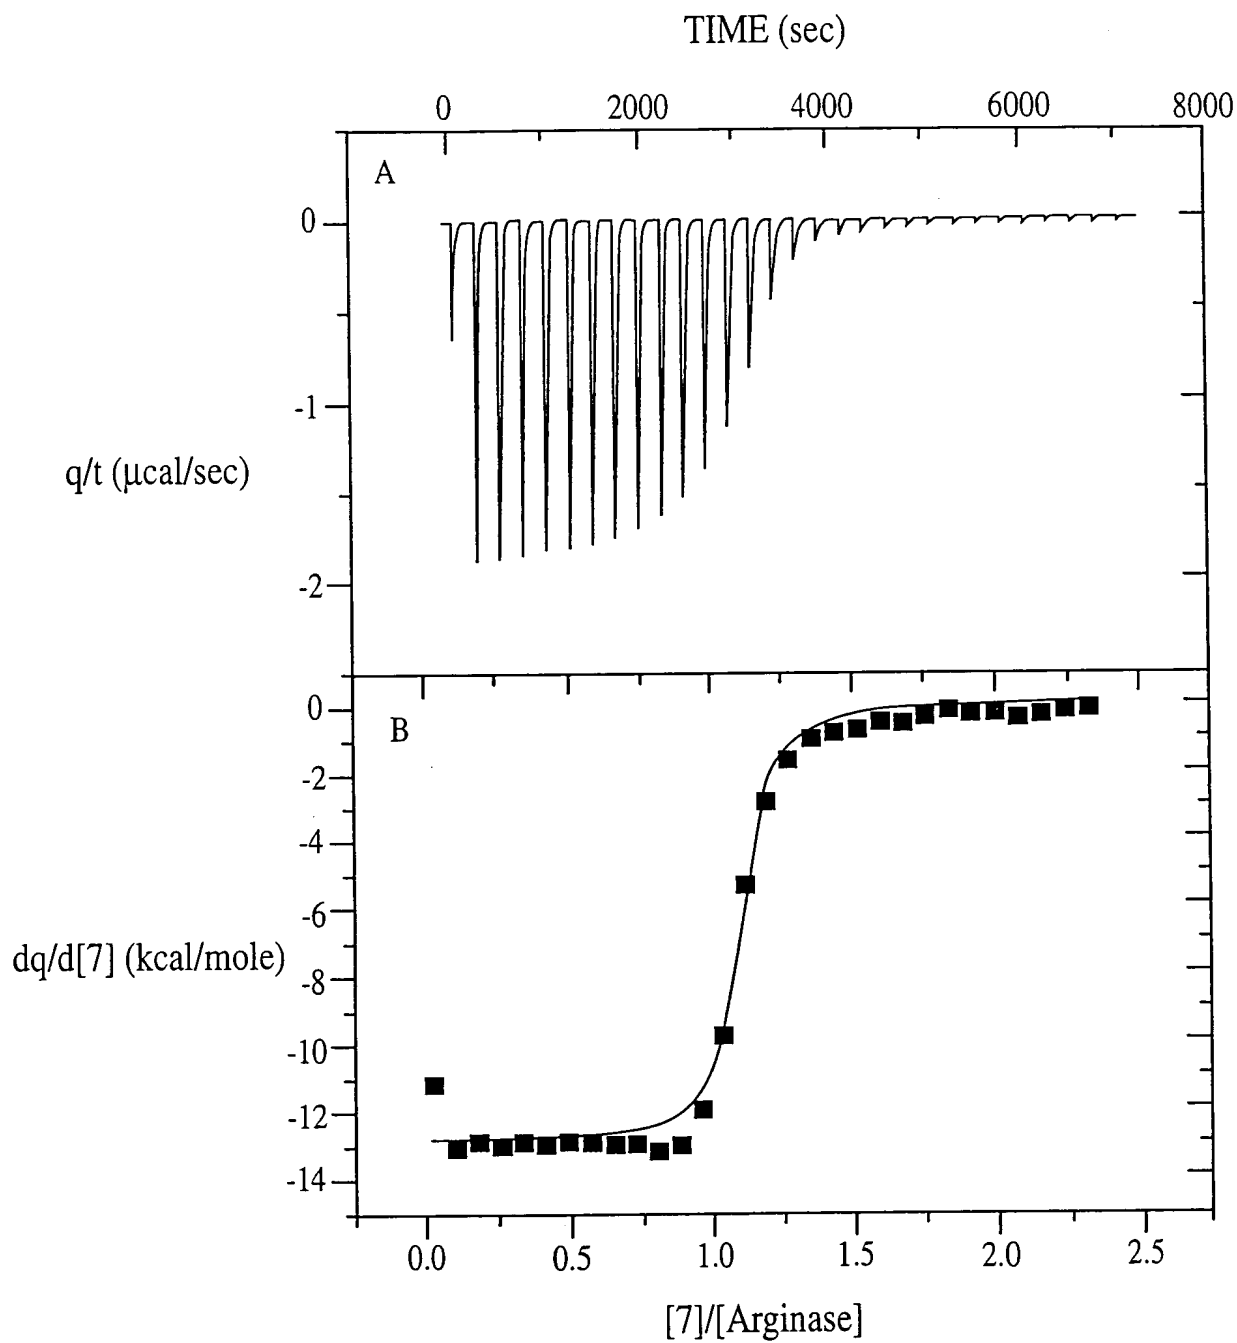 TIME (sec)
0 2000 4000 6000 8000
A
0
-1
q/t (μcal/sec)
-2
0
B
-2
-4
-6
dq/d[7] (kcal/mole)
-8
-10
-12
-14
0.0 0.5 1.0 1.5 2.0 2.5
[7]/[Arginase]